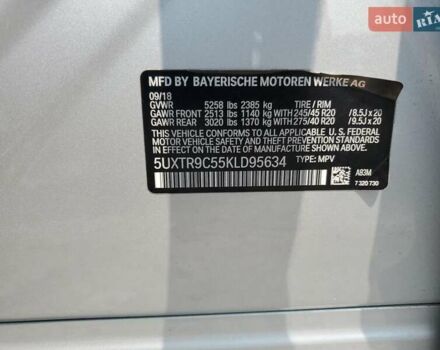 auto RIA
MFD BY BAYERISCHE MOTOREN WERKE AG
09/18
GVWR 5258 lbs 2385 kg TIRE / RIM
GAWR FRONT 2513 lbs 1140 kg 245/45 R20 / 8.5J x 20
GAWR REAR 3020 lbs 1370 kg 275/40 R20 / 9.5J x 20
THIS VEHICLE CONFORMS TO ALL APPLICABLE U.S. FEDERAL
MOTOR VEHICLE SAFETY, BUMPER, AND THEFT PREVENTION
STANDARDS IN EFFECT ON THE DATE OF MANUFACTURE SHOWN ABOVE.
5UXTR9C55KLD95634 TYPE: MPV
A83M
7 320 730